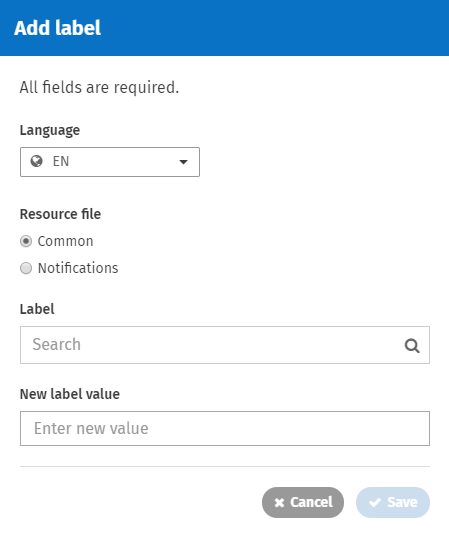 Add label
All fields are required.
Language
EN
Resource file
Common
Notifications
Label
Search
New label value
Enter new value
Cancel Save